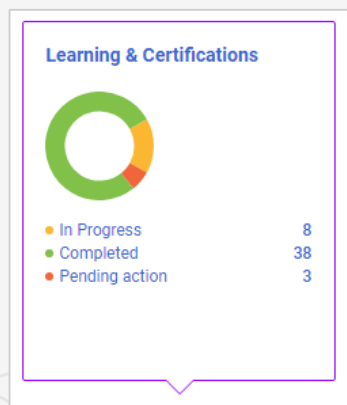 Learning & Certifications
In Progress 8
Completed 38
Pending action 3